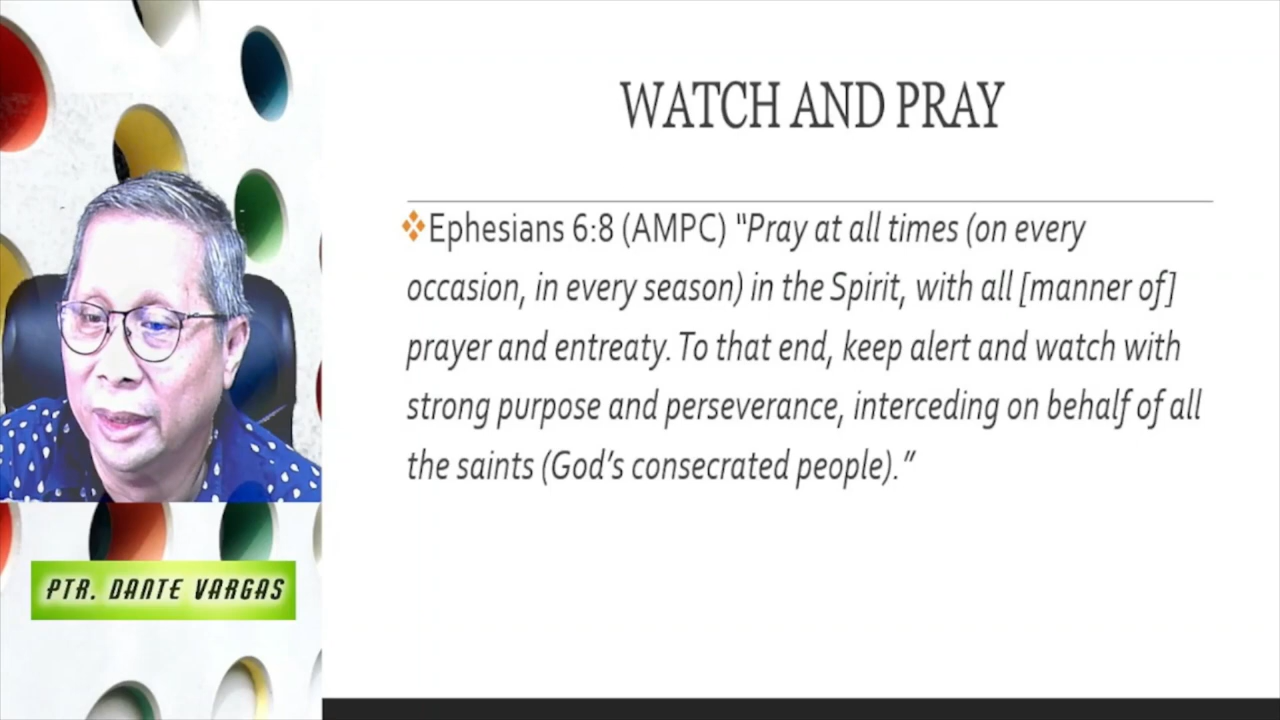 WATCH AND PRAY
❖Ephesians 6:8 (AMPC) “Pray at all times (on every
occasion, in every season) in the Spirit, with all [manner of]
prayer and entreaty. To that end, keep alert and watch with
strong purpose and perseverance, interceding on behalf of all
the saints (God’s consecrated people).”
PTR. DANTE VARGAS